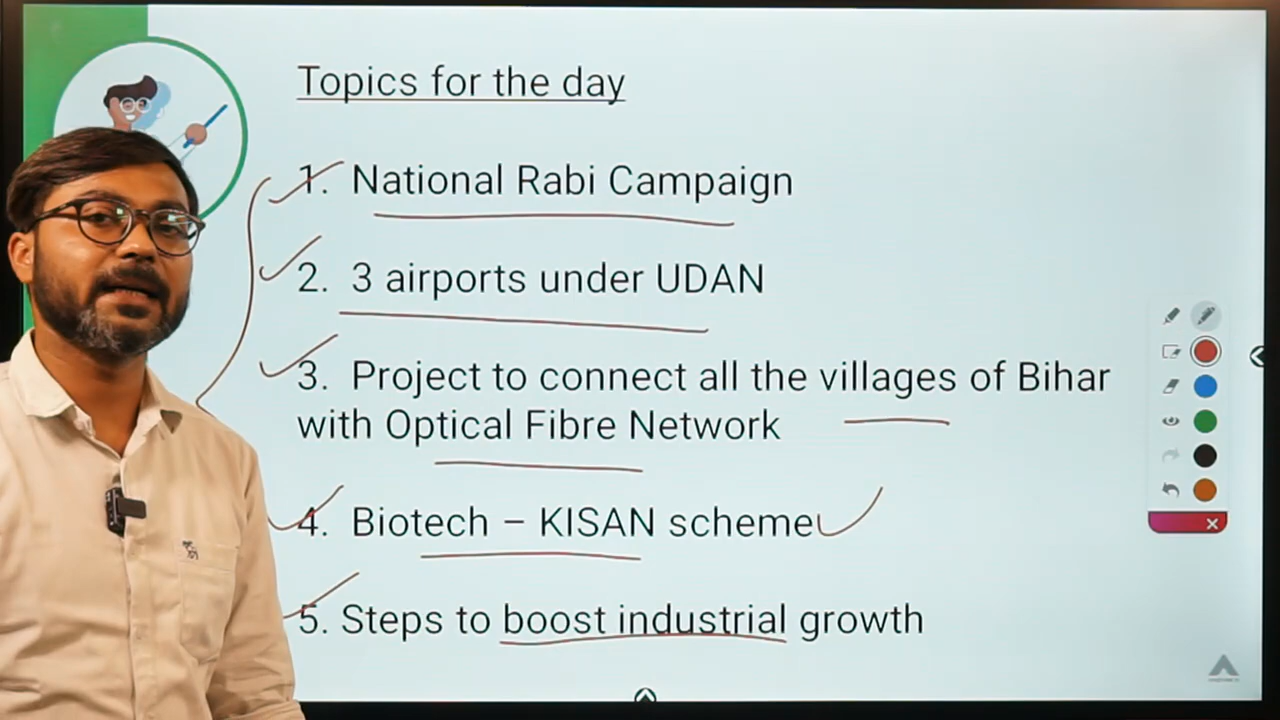 Topics for the day
1. National Rabi Campaign
2. 3 airports under UDAN
3. Project to connect all the villages of Bihar
with Optical Fibre Network
4. Biotech – KISAN scheme
5. Steps to boost industrial growth